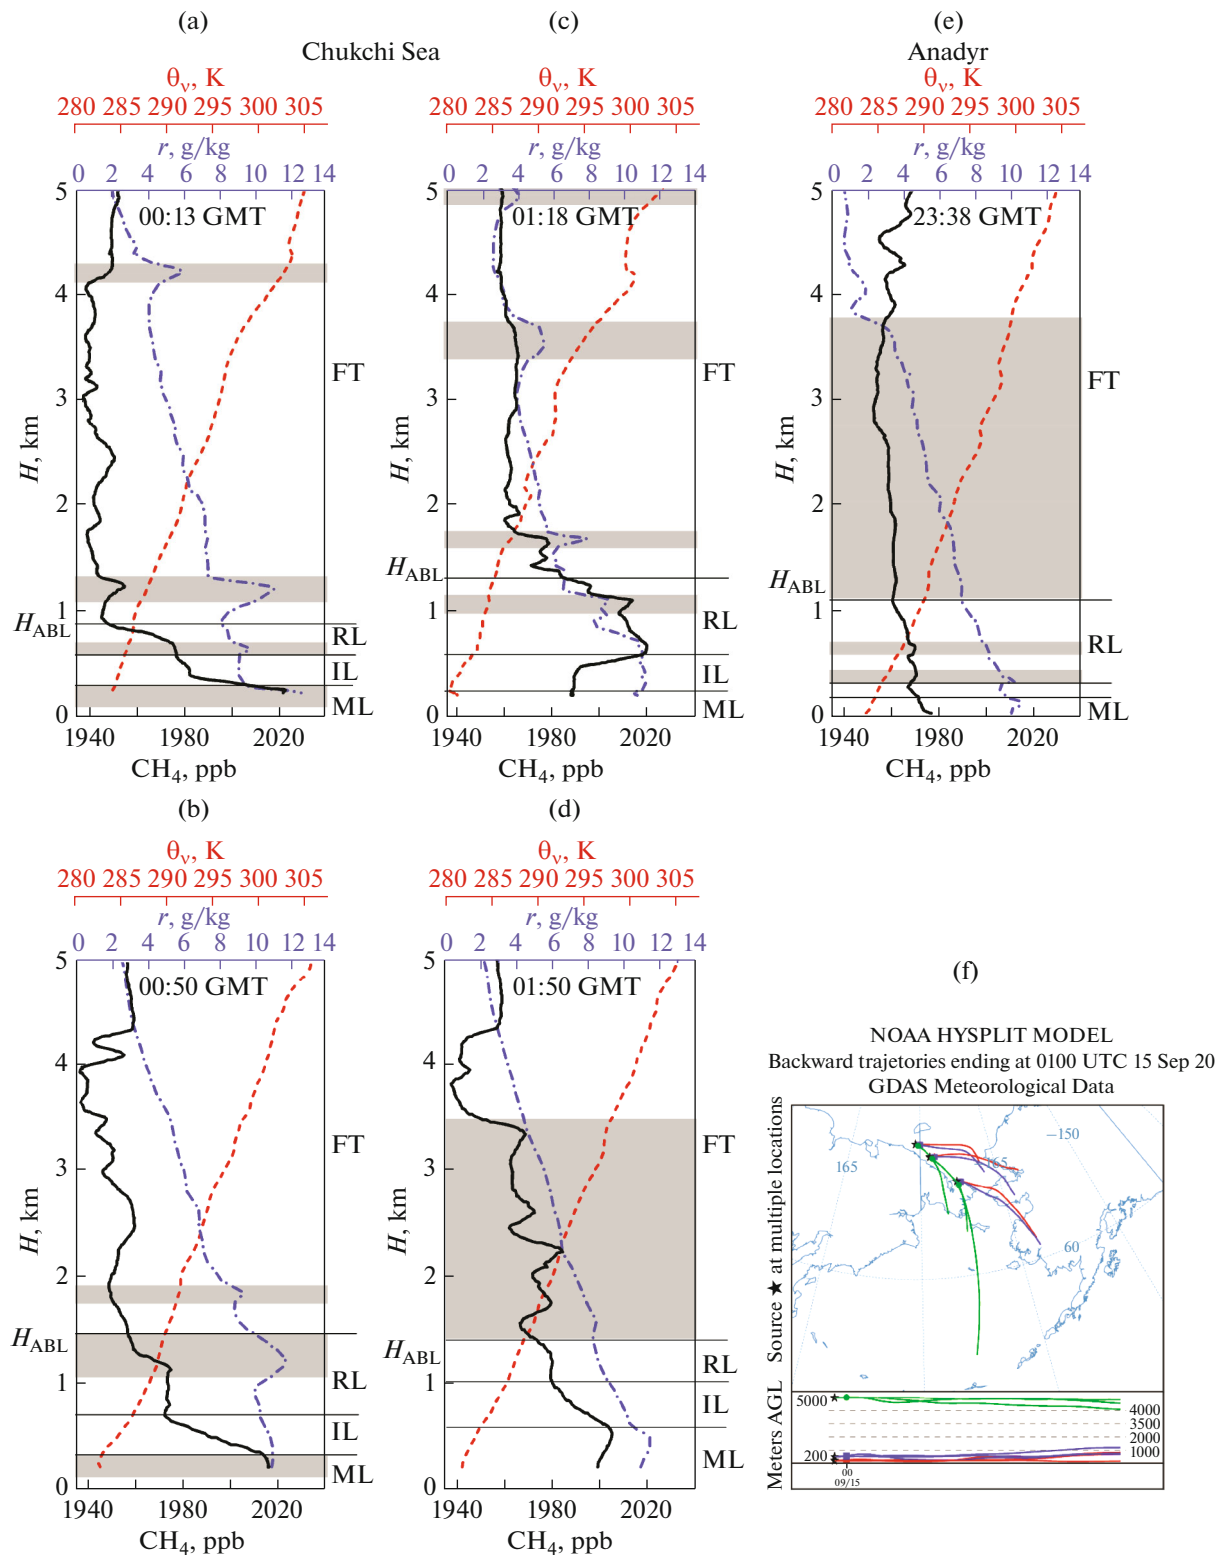 (a)
(c)
(e)
Chukchi Sea
Anadyr
θv, K
θv, K
θv, K
280 285 290 295 300 305
280 285 290 295 300 305
280 285 290 295 300
r, g/kg
r, g/kg
r, g/kg
0 2 4 6 8 10 12 14
0 2 4 6 8 10 12 14
0 2 4 6 8 10 12 14
5
00:13 GMT
4
3
2
1
0
H, km
HABL
FT
RL
IL
ML
1940 1980 2020
CH4, ppb
5
01:18 GMT
4
3
2
1
0
H, km
HABL
FT
RL
IL
ML
1940 1980 2020
CH4, ppb
5
23:38 GMT
4
3
2
1
0
H, km
HABL
FT
RL
ML
1940 1980 2020
CH4, ppb
(b)
(d)
θv, K
θv, K
280 285 290 295 300 305
280 285 290 295 300 305
r, g/kg
r, g/kg
0 2 4 6 8 10 12 14
0 2 4 6 8 10 12 14
5
00:50 GMT
4
3
2
1
0
H, km
HABL
FT
RL
IL
ML
1940 1980 2020
CH4, ppb
5
01:50 GMT
4
3
2
1
0
H, km
HABL
FT
RL
IL
ML
1940 1980 2020
CH4, ppb
(f)
NOAA HYSPLIT MODEL
Backward trajetories ending at 0100 UTC 15 Sep 20
GDAS Meteorological Data
Source ★ at multiple locations
165
165
−150
60
Meters AGL
5000
200
4000
3500
2000
1000
00
09/15